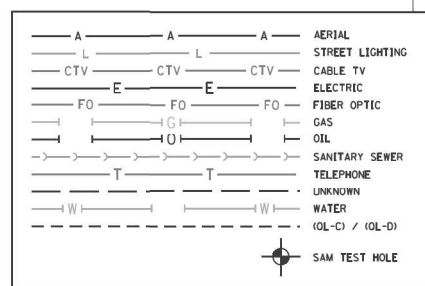 A A A AERIAL
L L STREET LIGHTING
CTV CTV CTV CABLE TV
E E ELECTRIC
FO FO FO FIBER OPTIC
G GAS
O OIL
SANITARY SEWER
T T TELEPHONE
UNKNOWN
W W WATER
(OL-C) / (OL-D)
SAM TEST HOLE